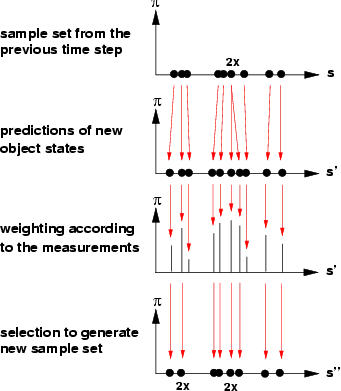 π
sample set from the
previous time step
2x
s
π
predictions of new
object states
s'
π
weighting according
to the measurements
s'
π
selection to generate
new sample set
s''
2x 2x